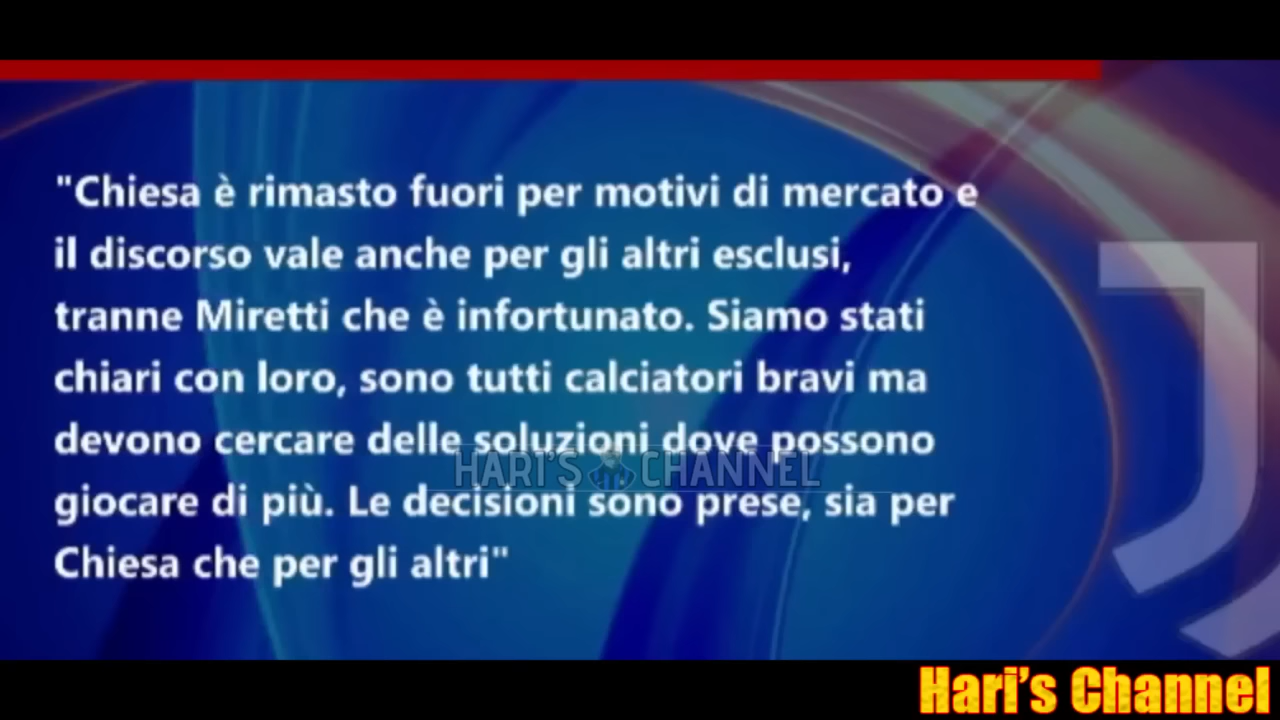 "Chiesa è rimasto fuori per motivi di mercato e
il discorso vale anche per gli altri esclusi,
tranne Miretti che è infortunato. Siamo stati
chiari con loro, sono tutti calciatori bravi ma
devono cercare delle soluzioni dove possono
HARI'S CHANNEL
giocare di più. Le decisioni sono prese, sia per
Chiesa che per gli altri"
Hari's Channel